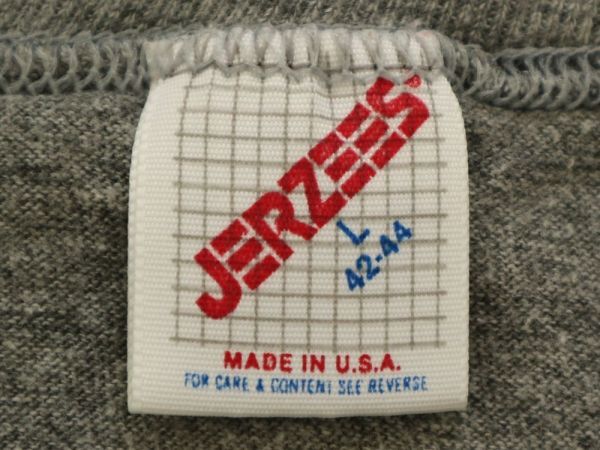 JERZEES
L
42-44
MADE IN U.S.A.
FOR CARE & CONTENT SEE REVERSE